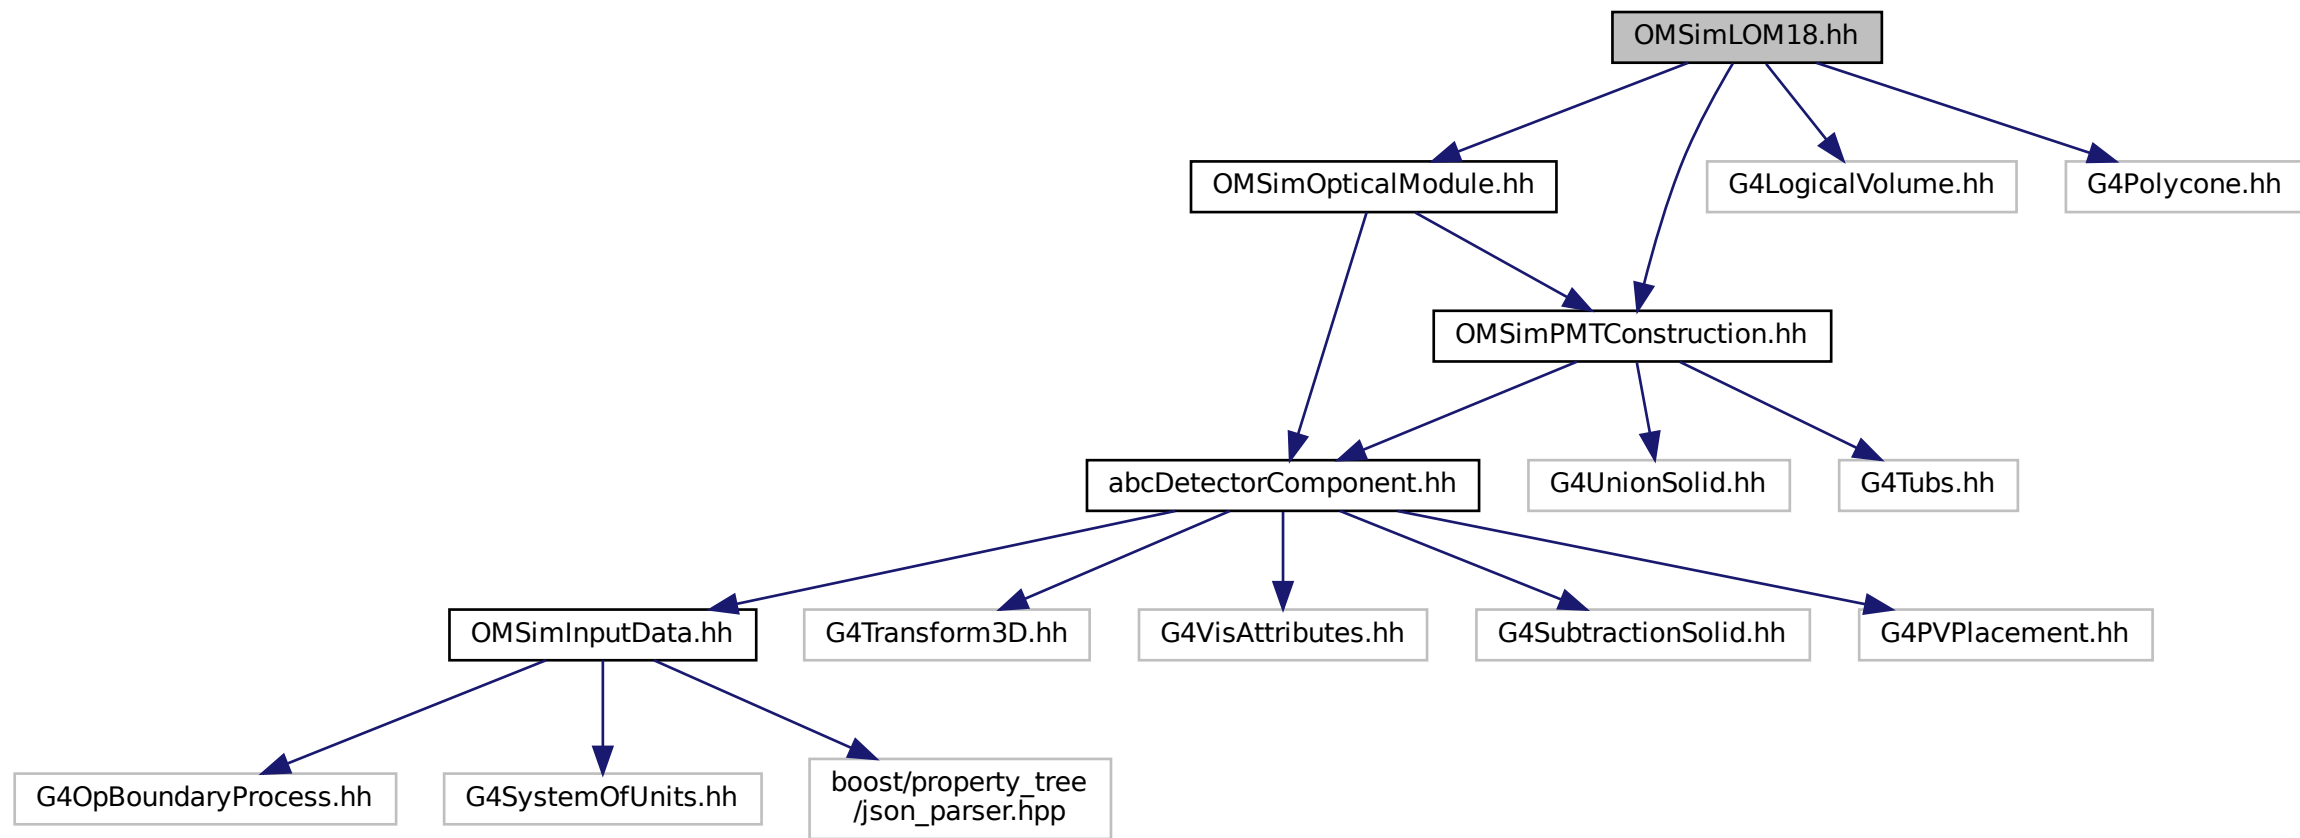 OMSimLOM18.hh
OMSimOpticalModule.hh
G4LogicalVolume.hh
G4Polycone.hh
OMSimPMTConstruction.hh
abcDetectorComponent.hh
G4UnionSolid.hh
G4Tubs.hh
OMSimInputData.hh
G4Transform3D.hh
G4VisAttributes.hh
G4SubtractionSolid.hh
G4PVPlacement.hh
G4OpBoundaryProcess.hh
G4SystemOfUnits.hh
boost/property_tree
/json_parser.hpp